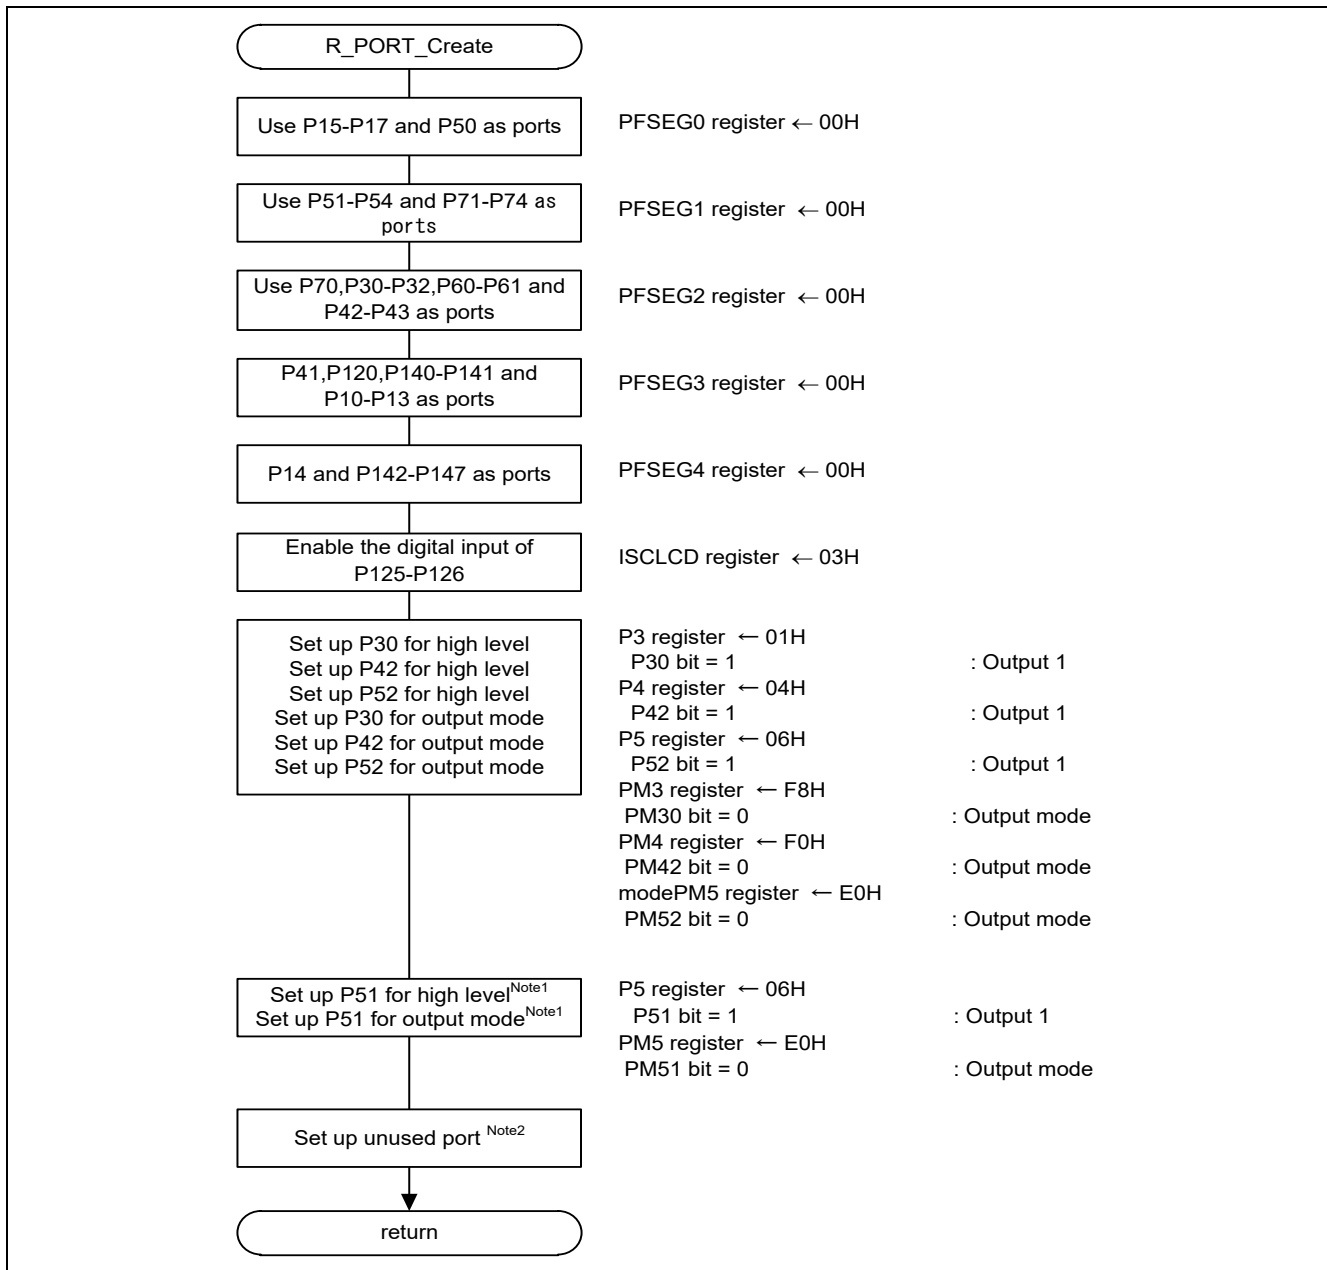 R_PORT_Create
Use P15-P17 and P50 as ports
PFSEG0 register ← 00H
Use P51-P54 and P71-P74 as
ports
PFSEG1 register ← 00H
Use P70,P30-P32,P60-P61 and
P42-P43 as ports
PFSEG2 register ← 00H
P41,P120,P140-P141 and
P10-P13 as ports
PFSEG3 register ← 00H
P14 and P142-P147 as ports
PFSEG4 register ← 00H
Enable the digital input of
P125-P126
ISCLCD register ← 03H
Set up P30 for high level
Set up P42 for high level
Set up P52 for high level
Set up P30 for output mode
Set up P42 for output mode
Set up P52 for output mode
P3 register ← 01H
P30 bit = 1 : Output 1
P4 register ← 04H
P42 bit = 1 : Output 1
P5 register ← 06H
P52 bit = 1 : Output 1
PM3 register ← F8H
PM30 bit = 0 : Output mode
PM4 register ← F0H
PM42 bit = 0 : Output mode
modePM5 register ← E0H
PM52 bit = 0 : Output mode
Set up P51 for high level Note1
Set up P51 for output mode Note1
P5 register ← 06H
P51 bit = 1 : Output 1
PM5 register ← E0H
PM51 bit = 0 : Output mode
Set up unused port Note2
return